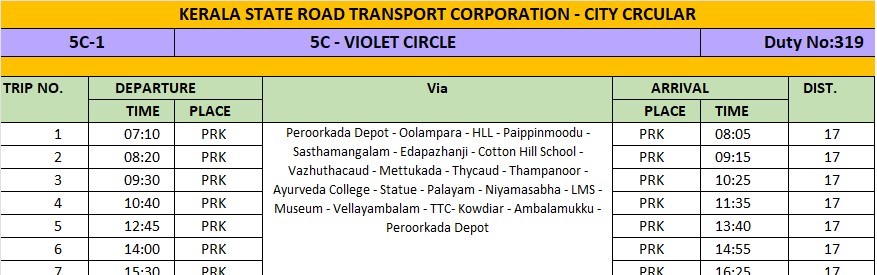 KERALA STATE ROAD TRANSPORT CORPORATION - CITY CRCULAR
5C-1 5C - VIOLET CIRCLE Duty No:319
TRIP NO. DEPARTURE Via ARRIVAL DIST.
TIME PLACE PLACE TIME
1 07:10 PRK Peroorkada Depot - Oolampara - HLL - Paippinmoodu - PRK 08:05 17
2 08:20 PRK Sasthamangalam - Edapazhanji - Cotton Hill School - PRK 09:15 17
3 09:30 PRK Vazhuthacaud - Mettukada - Thycaud - Thampanoor - PRK 10:25 17
4 10:40 PRK Ayurveda College - Statue - Palayam - Niyamasabha - LMS - PRK 11:35 17
5 12:45 PRK Museum - Vellayambalam - TTC- Kowdiar - Ambalamukku - PRK 13:40 17
Peroorkada Depot
6 14:00 PRK PRK 14:55 17
7 15:30 PRK PRK 16:25 17